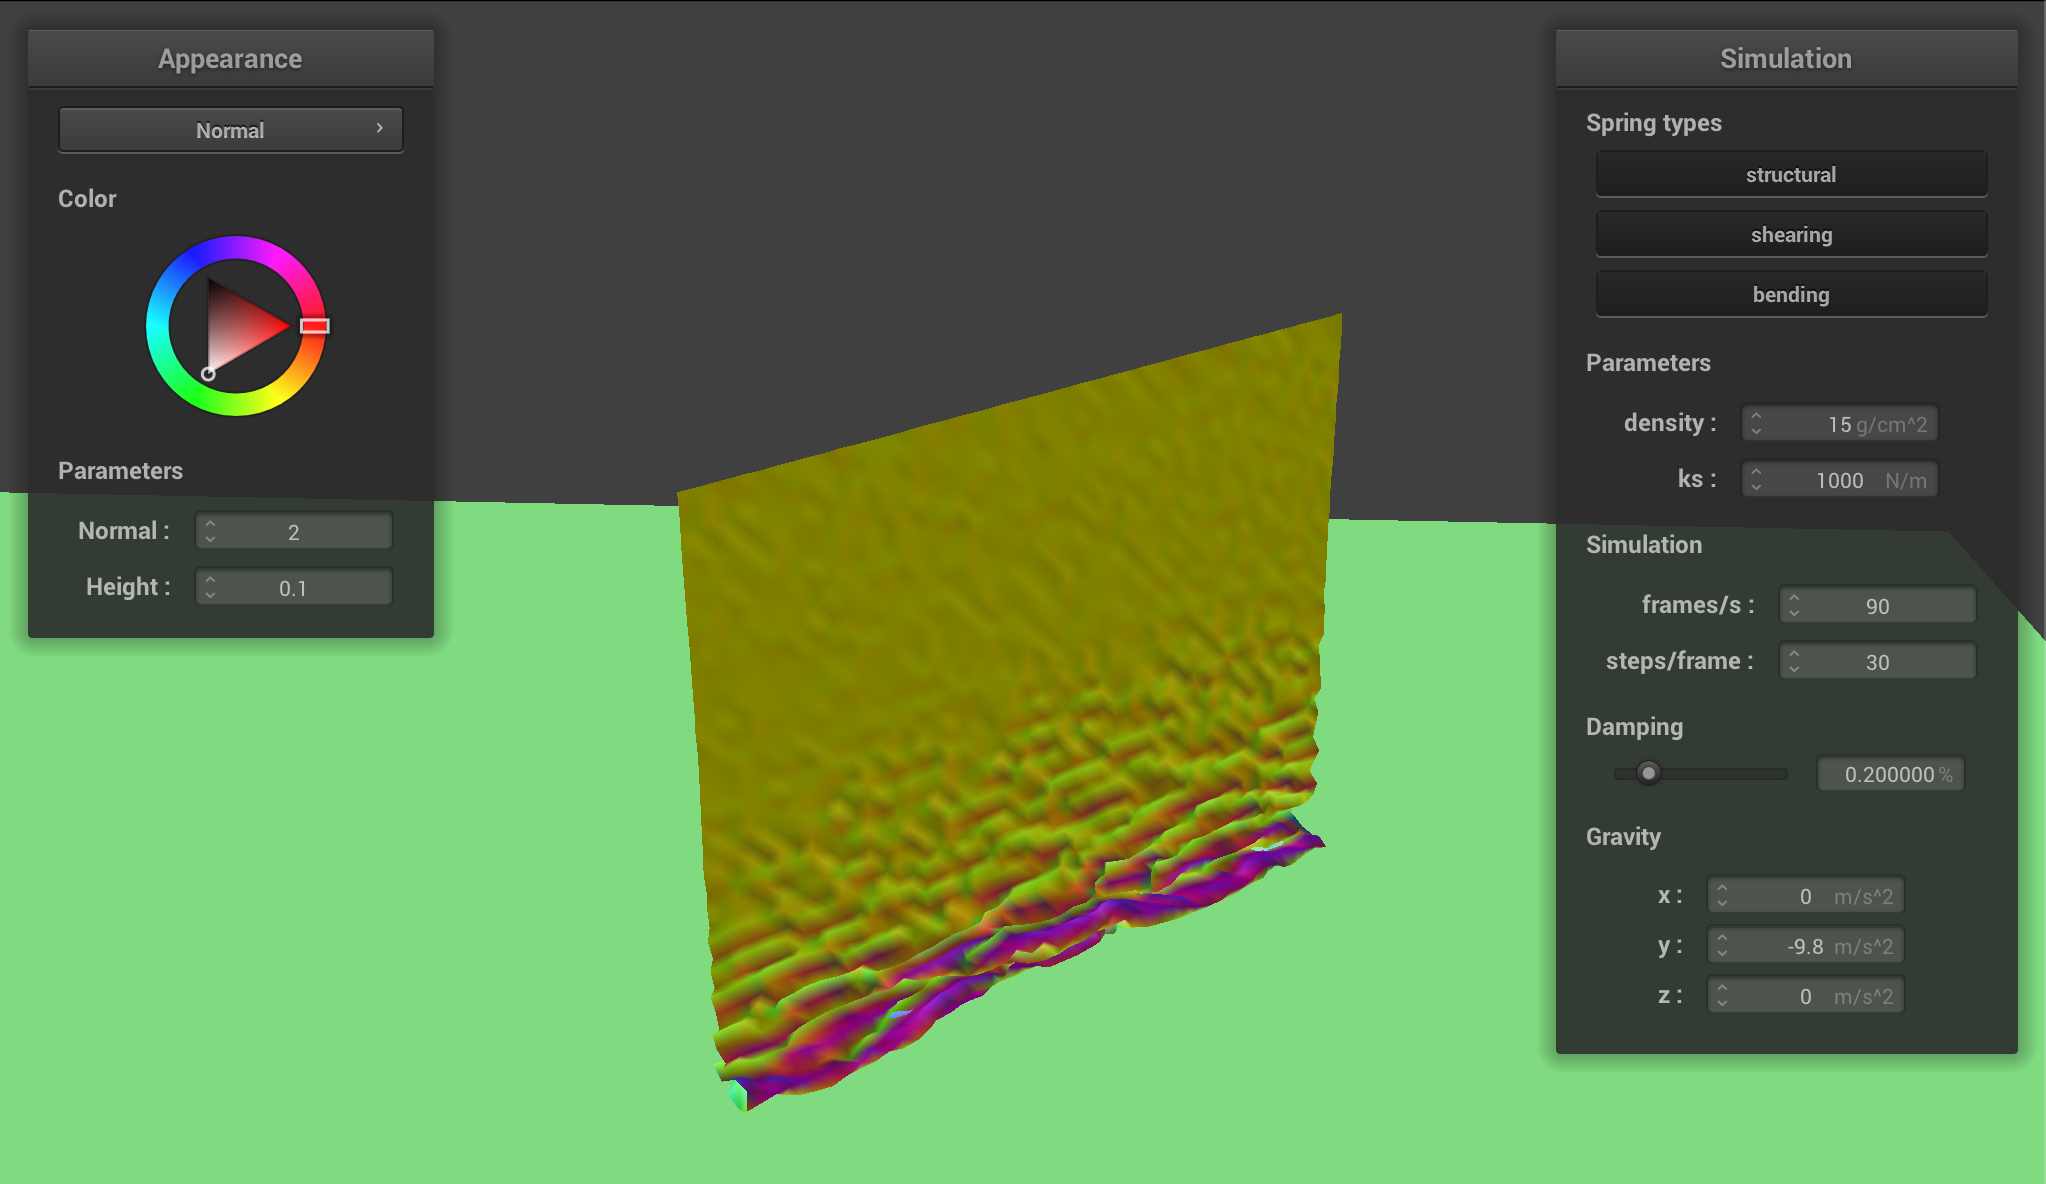 Appearance
Normal
Color
Parameters
Normal : 2
Height : 0.1
Simulation
Spring types
structural
shearing
bending
Parameters
density : 15 g/cm^2
ks : 1000 N/m
Simulation
frames/s : 90
steps/frame : 30
Damping
0.200000 %
Gravity
x : 0 m/s^2
y : -9.8 m/s^2
z : 0 m/s^2